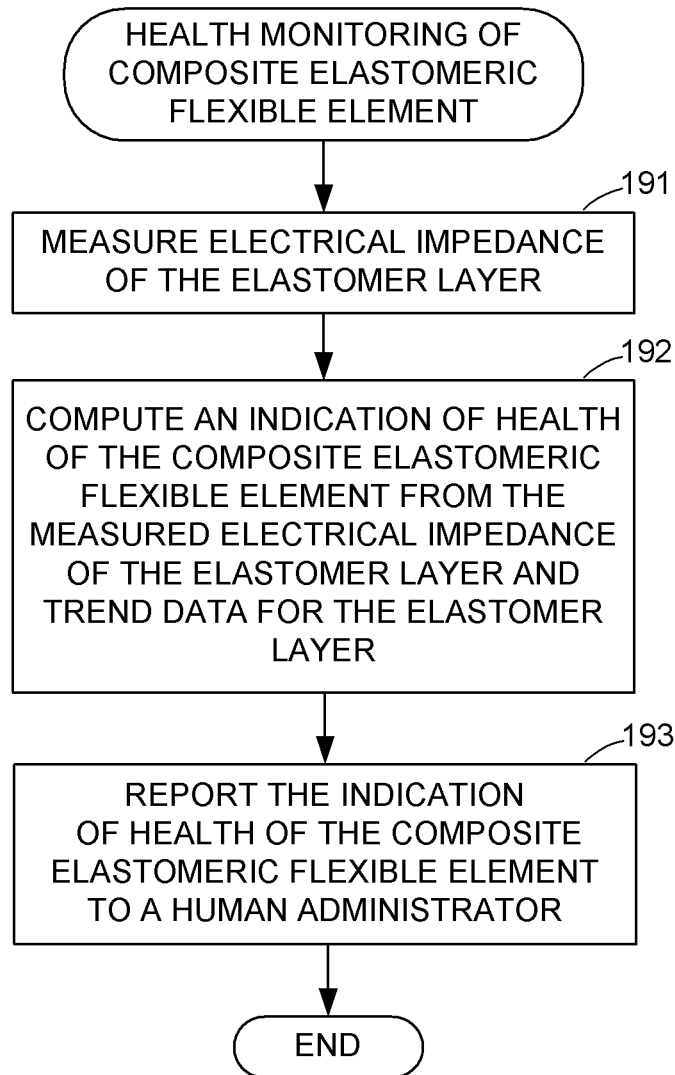 HEALTH MONITORING OF
COMPOSITE ELASTOMERIC
FLEXIBLE ELEMENT
191
MEASURE ELECTRICAL IMPEDANCE
OF THE ELASTOMER LAYER
192
COMPUTE AN INDICATION OF HEALTH
OF THE COMPOSITE ELASTOMERIC
FLEXIBLE ELEMENT FROM THE
MEASURED ELECTRICAL IMPEDANCE
OF THE ELASTOMER LAYER AND
TREND DATA FOR THE ELASTOMER
LAYER
193
REPORT THE INDICATION
OF HEALTH OF THE COMPOSITE
ELASTOMERIC FLEXIBLE ELEMENT
TO A HUMAN ADMINISTRATOR
END